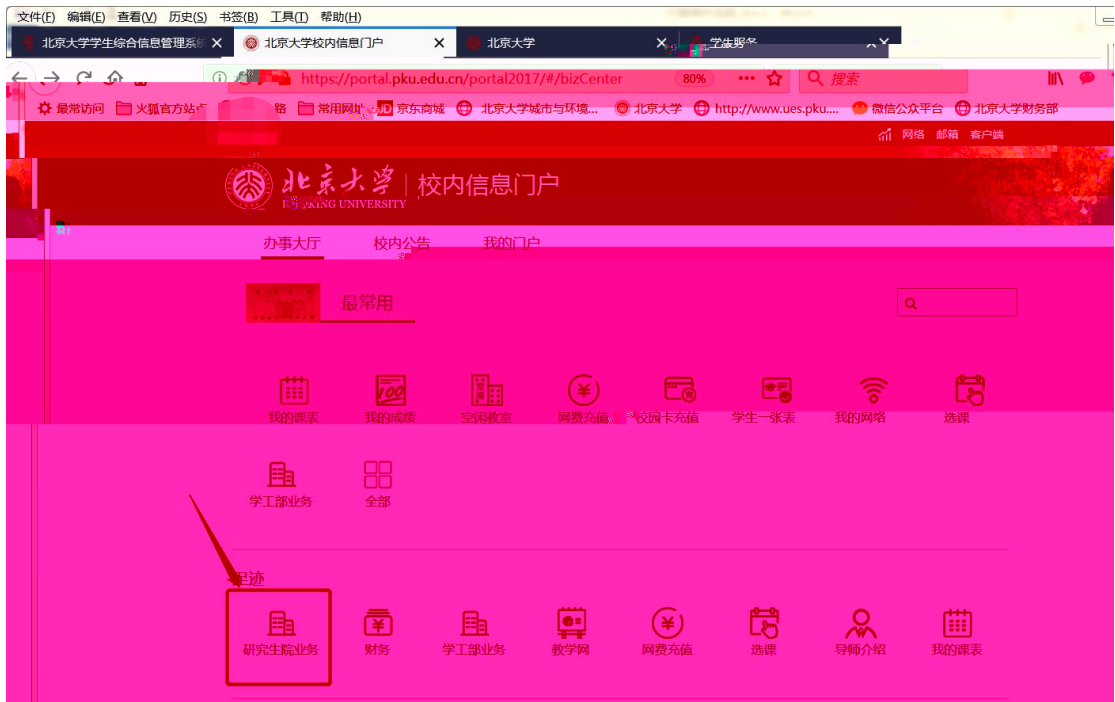 文件(F) 编辑(E) 查看(V) 历史(S) 书签(B) 工具(T) 帮助(H)
北京大学学生综合信息管理系统 北京大学校内信息门户 北京大学
https://portal.pku.edu.cn/portal2017/#/bizCenter 80% 搜索
最常访问 火狐官方站点 常用网址 京东商城 北京大学城市与环境... 北京大学 http://www.ues.pku.... 微信公众平台 北京大学财务部
网络 邮箱 客户端
北京大学 校内信息门户
PEKING UNIVERSITY
办事大厅 校内公告 我的门户
最常用
我的课表 我的成绩 空闲教室 网费充值 校园卡充值 学生一张表 我的网络 选课
学工部业务 全部
足迹
研究生院业务 财务 学工部业务 教学网 网费充值 选课 导师介绍 我的课表